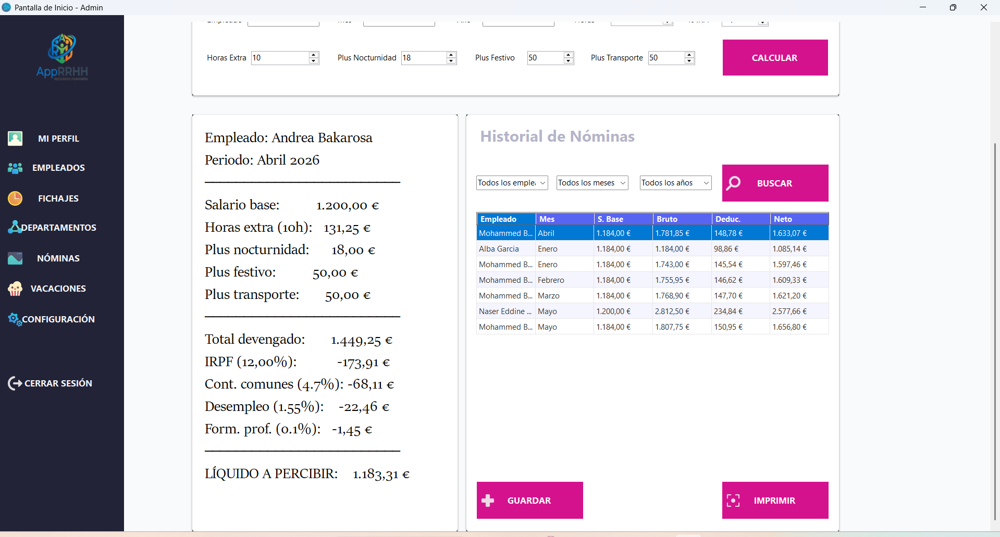 Pantalla de Inicio - Admin
AppRRHH
RECURSOS HUMANOS
MI PERFIL
EMPLEADOS
FICHAJES
DEPARTAMENTOS
NÓMINAS
VACACIONES
CONFIGURACIÓN
CERRAR SESIÓN
Horas Extra 10 Plus Nocturnidad 18 Plus Festivo 50 Plus Transporte 50 CALCULAR
Empleado: Andrea Bakarosa
Periodo: Abril 2026
Salario base: 1.200,00 €
Horas extra (10h): 131,25 €
Plus nocturnidad: 18,00 €
Plus festivo: 50,00 €
Plus transporte: 50,00 €
Total devengado: 1.449,25 €
IRPF (12,00%): -173,91 €
Cont. comunes (4.7%): -68,11 €
Desempleo (1.55%): -22,46 €
Form. prof. (0.1%): -1,45 €
LÍQUIDO A PERCIBIR: 1.183,31 €
Historial de Nóminas
Todos los emple Todos los meses Todos los años BUSCAR
Empleado Mes S. Base Bruto Deduc. Neto
Mohammed B... Abril 1.184,00 € 1.781,85 € 148,78 € 1.633,07 €
Alba Garcia Enero 1.184,00 € 1.184,00 € 98,86 € 1.085,14 €
Mohammed B... Enero 1.184,00 € 1.743,00 € 145,54 € 1.597,46 €
Mohammed B... Febrero 1.184,00 € 1.755,95 € 146,62 € 1.609,33 €
Mohammed B... Marzo 1.184,00 € 1.768,90 € 147,70 € 1.621,20 €
Naser Eddine ... Mayo 1.200,00 € 2.812,50 € 234,84 € 2.577,66 €
Mohammed B... Mayo 1.184,00 € 1.807,75 € 150,95 € 1.656,80 €
GUARDAR IMPRIMIR